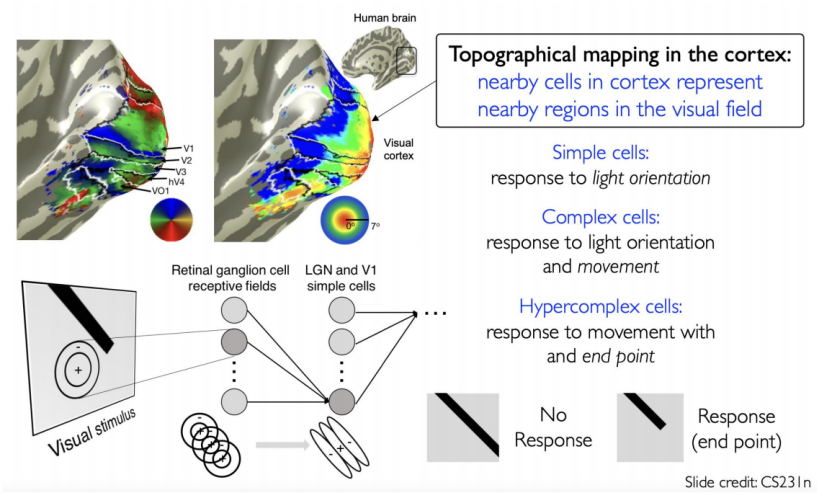 Human brain
Topographical mapping in the cortex:
nearby cells in cortex represent
nearby regions in the visual field
V1
V2
V3
hV4
VO1
Visual
cortex
0° 7°
Simple cells:
response to light orientation
Complex cells:
response to light orientation
and movement
Hypercomplex cells:
response to movement with
and end point
Retinal ganglion cell
receptive fields
LGN and V1
simple cells
...
-
+
Visual stimulus
- + + +
- + -
No
Response
Response
(end point)
Slide credit: CS231n